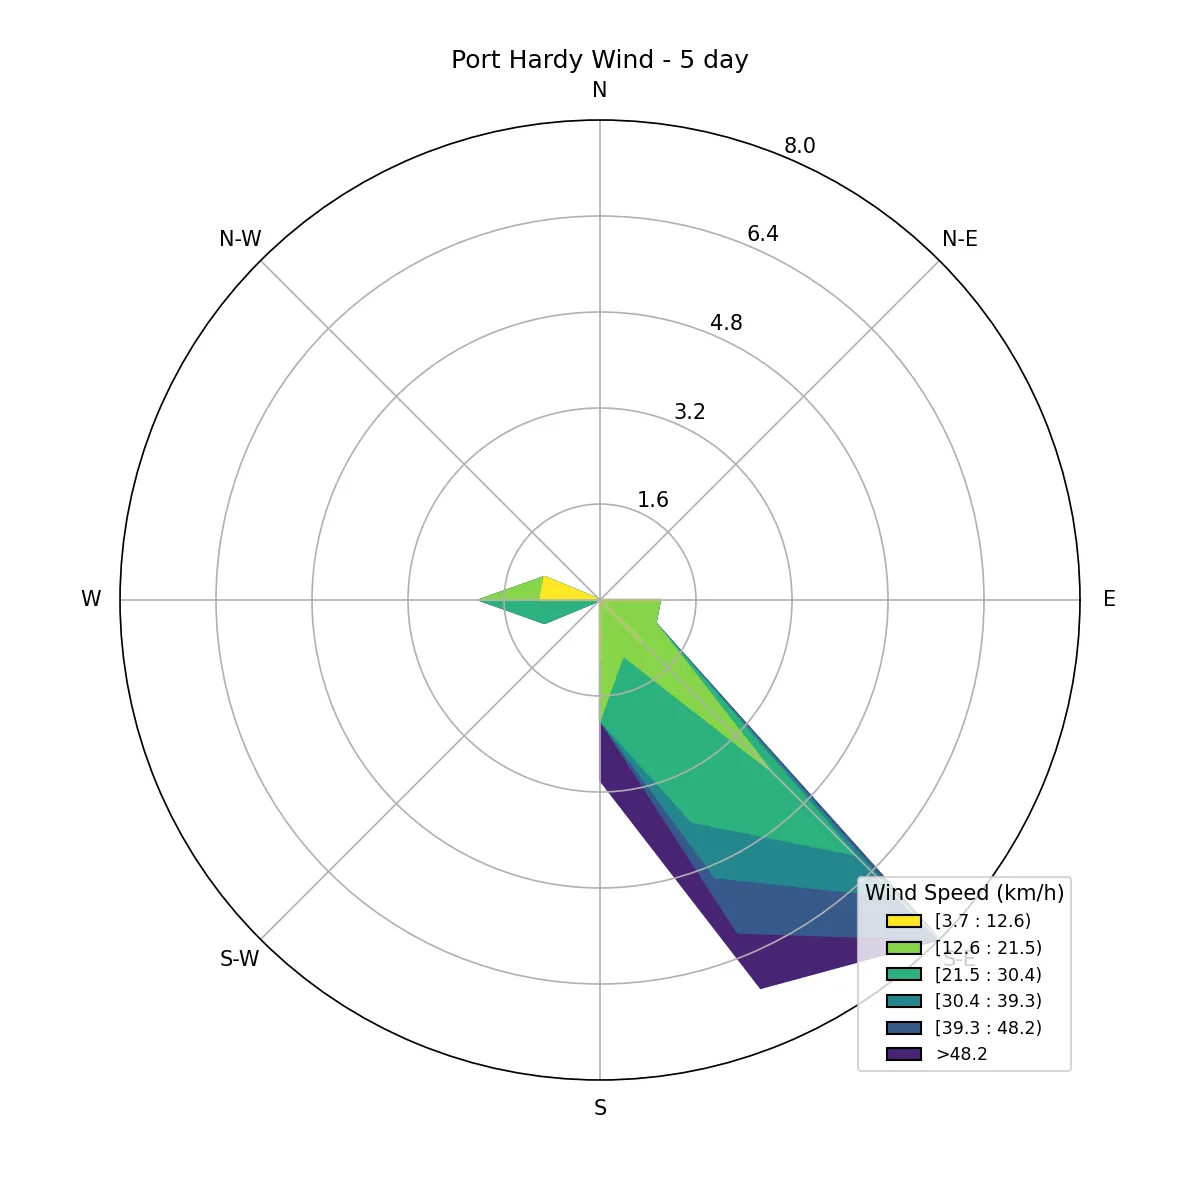 Port Hardy Wind - 5 day
N
8.0
N-W
N-E
6.4
4.8
3.2
1.6
W
E
Wind Speed (km/h)
[3.7 : 12.6)
[12.6 : 21.5)
S-W
S-E
[21.5 : 30.4)
[30.4 : 39.3)
[39.3 : 48.2)
>48.2
S